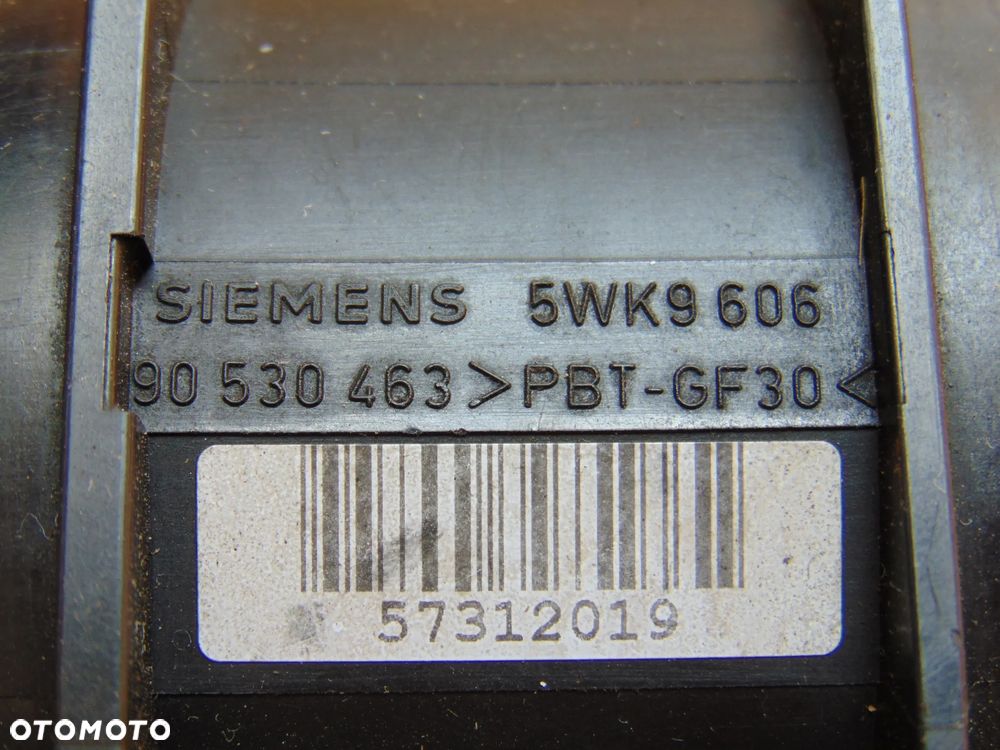 SIEMENS 5WK9 606
90 530 463 >PBT-GF30<
57312019
OTOMOTO